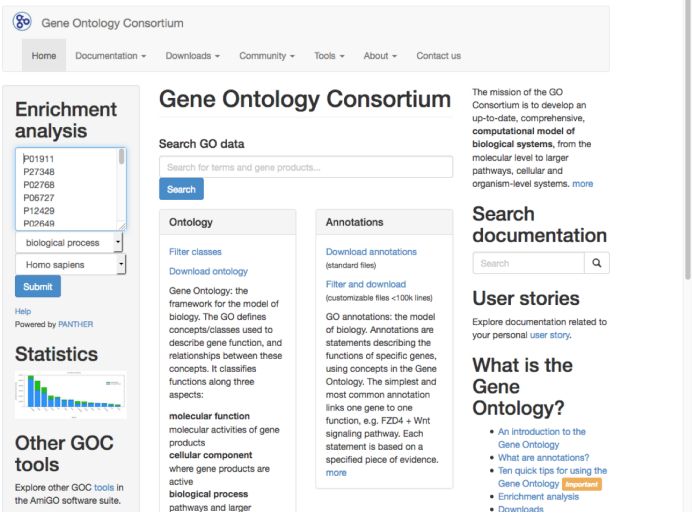 Gene Ontology Consortium
Home Documentation Downloads Community Tools About Contact us
Enrichment
analysis
P01911
P27348
P02768
P06727
P12429
P02649
biological process
Homo sapiens
Submit
Help
Powered by PANTHER
Statistics
Other GOC
tools
Explore other GOC tools in
the AmiGO software suite.
Gene Ontology Consortium
Search GO data
Search for terms and gene products...
Search
Ontology
Filter classes
Download ontology
Gene Ontology: the
framework for the model of
biology. The GO defines
concepts/classes used to
describe gene function, and
relationships between these
concepts. It classifies
functions along three
aspects:
molecular function
molecular activities of gene
products
cellular component
where gene products are
active
biological process
pathways and larger
Annotations
Download annotations
(standard files)
Filter and download
(customizable files <100k lines)
GO annotations: the model
of biology. Annotations are
statements describing the
functions of specific genes,
using concepts in the Gene
Ontology. The simplest and
most common annotation
links one gene to one
function, e.g. FZD4 + Wnt
signaling pathway. Each
statement is based on a
specified piece of evidence.
more
The mission of the GO
Consortium is to develop an
up-to-date, comprehensive,
computational model of
biological systems, from the
molecular level to larger
pathways, cellular and
organism-level systems. more
Search
documentation
Search
User stories
Explore documentation related to
your personal user story.
What is the
Gene
Ontology?
An introduction to the
Gene Ontology
What are annotations?
Ten quick tips for using the
Gene Ontology Important
Enrichment analysis
Downloads